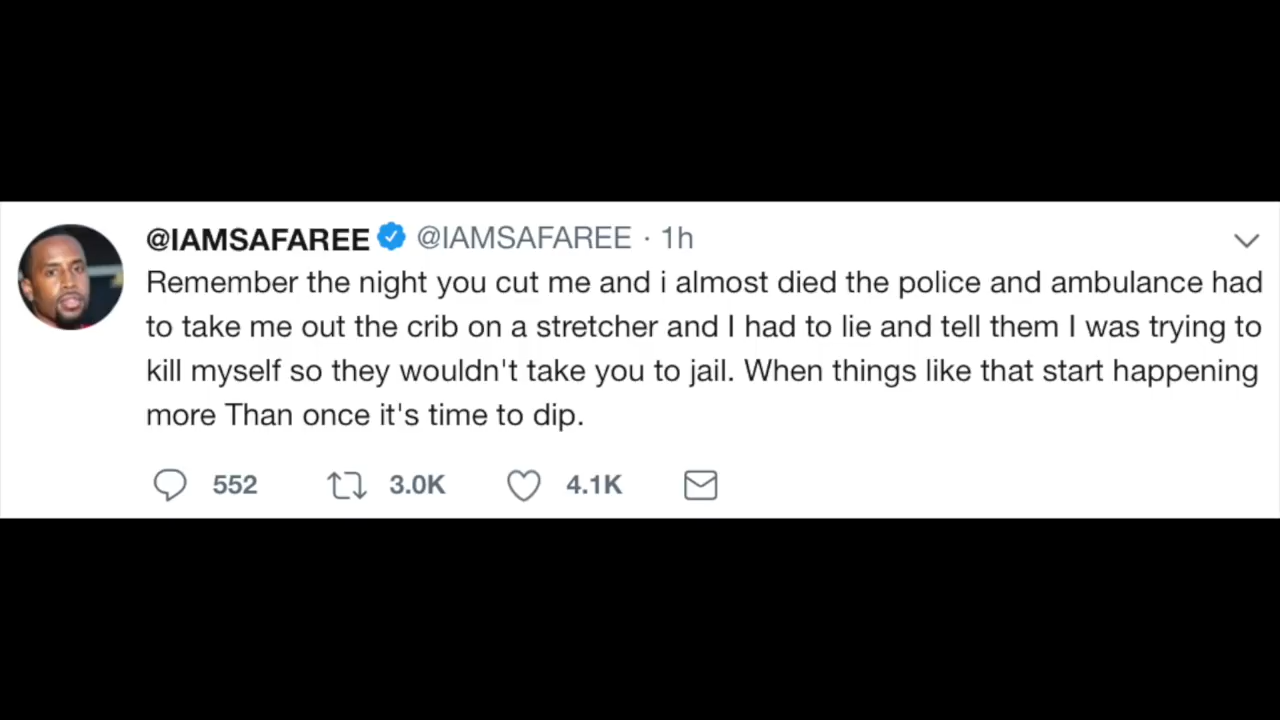 @IAMSAFAREE @IAMSAFAREE · 1h
Remember the night you cut me and i almost died the police and ambulance had
to take me out the crib on a stretcher and I had to lie and tell them I was trying to
kill myself so they wouldn't take you to jail. When things like that start happening
more Than once it's time to dip.
552 3.0K 4.1K